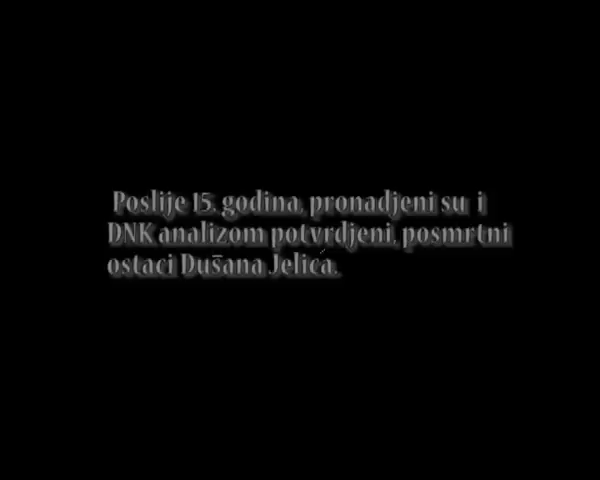 Poslije 15. godina, pronadjeni su i
DNK analizom potvrdjeni, posmrtni
ostaci Dušana Jelića.